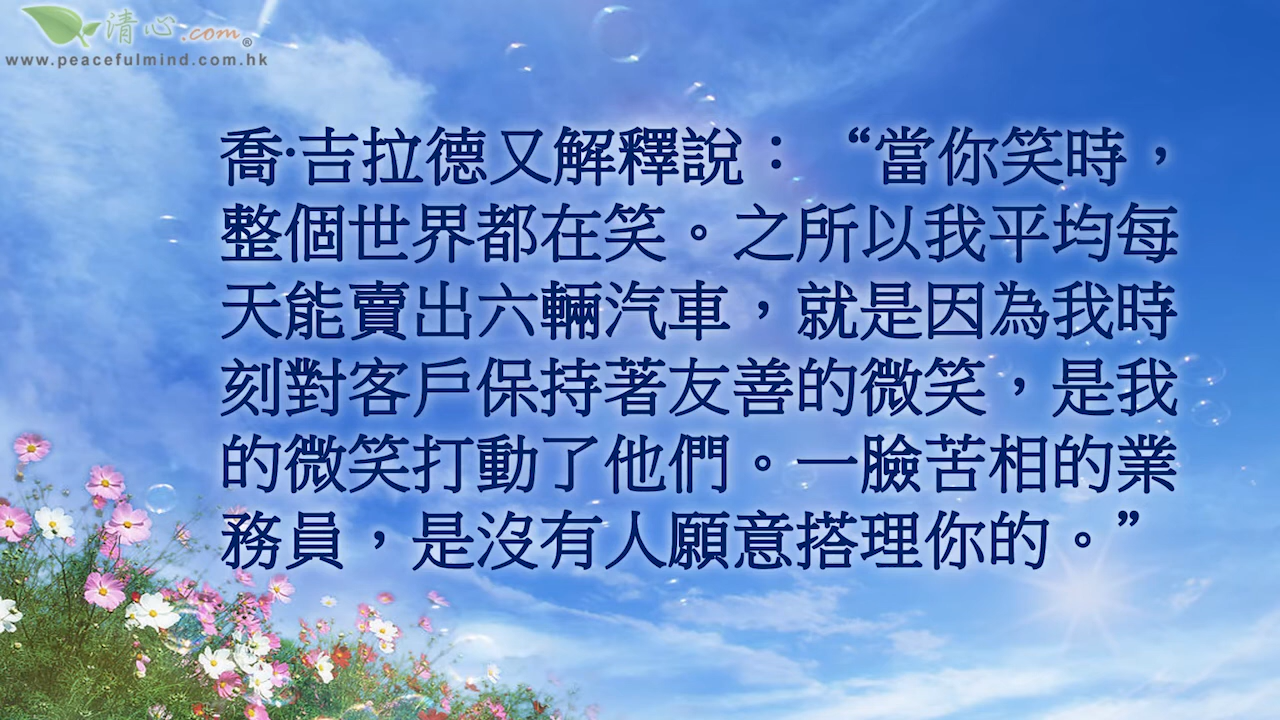 清心.com®
www.peacefulmind.com.hk
喬·吉拉德又解釋說：“當你笑時，
整個世界都在笑。之所以我平均每
天能賣出六輛汽車，就是因為我時
刻對客戶保持著友善的微笑，是我
的微笑打動了他們。一臉苦相的業
務員，是沒有人願意搭理你的。”